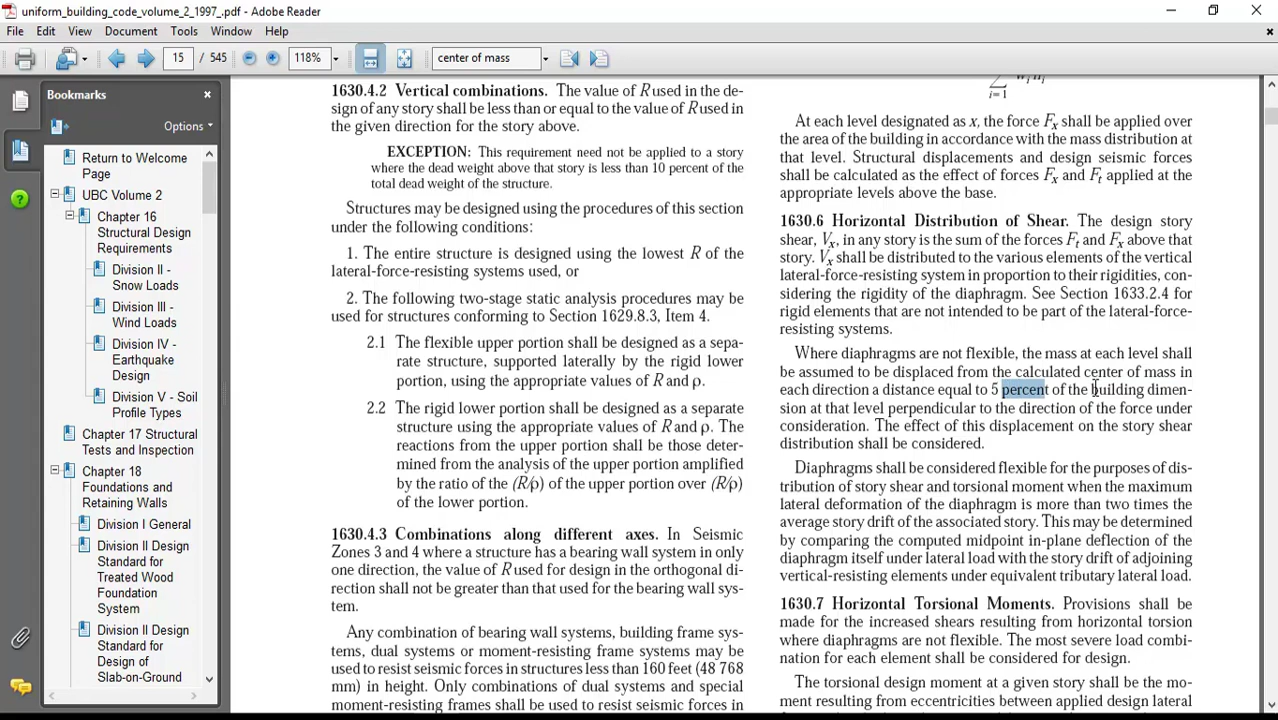 uniform_building_code_volume_2_1997_.pdf - Adobe Reader
File Edit View Document Tools Window Help
15 / 545 118% center of mass
Bookmarks
Options
Return to Welcome
Page
UBC Volume 2
Chapter 16
Structural Design
Requirements
Division II -
Snow Loads
Division III -
Wind Loads
Division IV -
Earthquake
Design
Division V - Soil
Profile Types
Chapter 17 Structural
Tests and Inspection
Chapter 18
Foundations and
Retaining Walls
Division I General
Division II Design
Standard for
Treated Wood
Foundation
System
Division II Design
Standard for
Design of
Slab-on-Ground
1630.4.2 Vertical combinations. The value of R used in the de-
sign of any story shall be less than or equal to the value of R used in
the given direction for the story above.
EXCEPTION: This requirement need not be applied to a story
where the dead weight above that story is less than 10 percent of the
total dead weight of the structure.
Structures may be designed using the procedures of this section
under the following conditions:
1. The entire structure is designed using the lowest R of the
lateral-force-resisting systems used, or
2. The following two-stage static analysis procedures may be
used for structures conforming to Section 1629.8.3, Item 4.
2.1 The flexible upper portion shall be designed as a sepa-
rate structure, supported laterally by the rigid lower
portion, using the appropriate values of R and ρ.
2.2 The rigid lower portion shall be designed as a separate
structure using the appropriate values of R and ρ. The
reactions from the upper portion shall be those deter-
mined from the analysis of the upper portion amplified
by the ratio of the (R/ρ) of the upper portion over (R/ρ)
of the lower portion.
1630.4.3 Combinations along different axes. In Seismic
Zones 3 and 4 where a structure has a bearing wall system in only
one direction, the value of R used for design in the orthogonal di-
rection shall not be greater than that used for the bearing wall sys-
tem.
Any combination of bearing wall systems, building frame sys-
tems, dual systems or moment-resisting frame systems may be
used to resist seismic forces in structures less than 160 feet (48 768
mm) in height. Only combinations of dual systems and special
moment-resisting frames shall be used to resist seismic forces in
i=1
At each level designated as x, the force Fx shall be applied over
the area of the building in accordance with the mass distribution at
that level. Structural displacements and design seismic forces
shall be calculated as the effect of forces Fx and Ft applied at the
appropriate levels above the base.
1630.6 Horizontal Distribution of Shear. The design story
shear, Vx, in any story is the sum of the forces Ft and Fx above that
story. Vx shall be distributed to the various elements of the vertical
lateral-force-resisting system in proportion to their rigidities, con-
sidering the rigidity of the diaphragm. See Section 1633.2.4 for
rigid elements that are not intended to be part of the lateral-force-
resisting systems.
Where diaphragms are not flexible, the mass at each level shall
be assumed to be displaced from the calculated center of mass in
each direction a distance equal to 5 percent of the building dimen-
sion at that level perpendicular to the direction of the force under
consideration. The effect of this displacement on the story shear
distribution shall be considered.
Diaphragms shall be considered flexible for the purposes of dis-
tribution of story shear and torsional moment when the maximum
lateral deformation of the diaphragm is more than two times the
average story drift of the associated story. This may be determined
by comparing the computed midpoint in-plane deflection of the
diaphragm itself under lateral load with the story drift of adjoining
vertical-resisting elements under equivalent tributary lateral load.
1630.7 Horizontal Torsional Moments. Provisions shall be
made for the increased shears resulting from horizontal torsion
where diaphragms are not flexible. The most severe load combi-
nation for each element shall be considered for design.
The torsional design moment at a given story shall be the mo-
ment resulting from eccentricities between applied design lateral